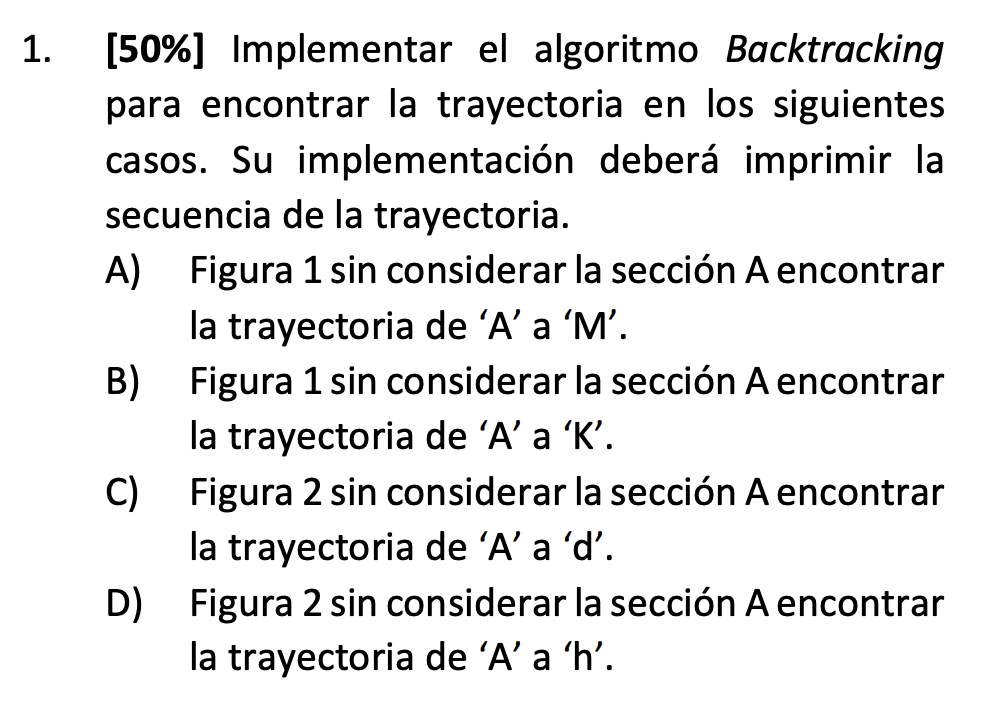 1. [50%] Implementar el algoritmo Backtracking
para encontrar la trayectoria en los siguientes
casos. Su implementación deberá imprimir la
secuencia de la trayectoria.
A) Figura 1 sin considerar la sección A encontrar
la trayectoria de ‘A’ a ‘M’.
B) Figura 1 sin considerar la sección A encontrar
la trayectoria de ‘A’ a ‘K’.
C) Figura 2 sin considerar la sección A encontrar
la trayectoria de ‘A’ a ‘d’.
D) Figura 2 sin considerar la sección A encontrar
la trayectoria de ‘A’ a ‘h’.